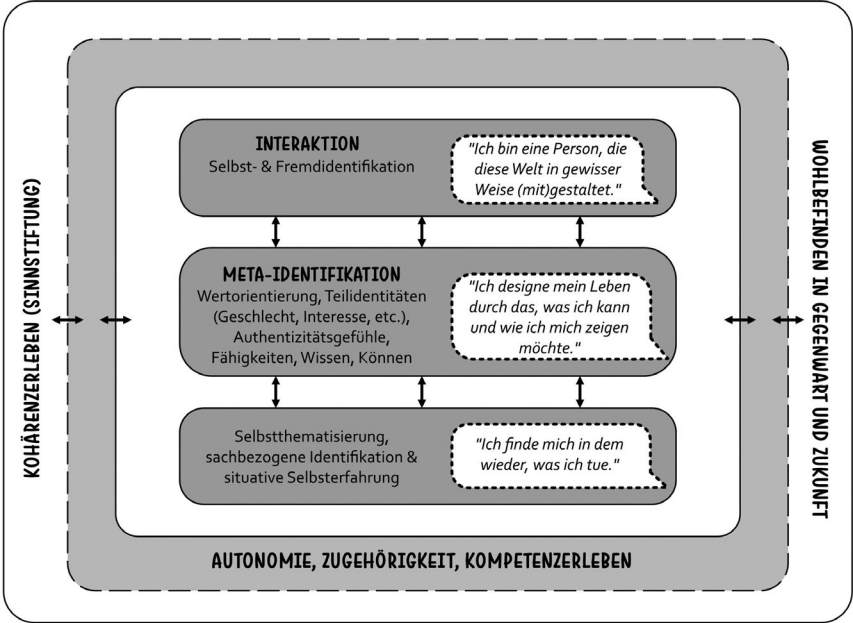 INTERAKTION
Selbst- & Fremdidentifikation
"Ich bin eine Person, die
diese Welt in gewisser
Weise (mit)gestaltet."
META-IDENTIFIKATION
Wertorientierung, Teilidentitäten
(Geschlecht, Interesse, etc.),
Authentizitätsgefühle,
Fähigkeiten, Wissen, Können
"Ich designe mein Leben
durch das, was ich kann
und wie ich mich zeigen
möchte."
Selbstthematisierung,
sachbezogene Identifikation &
situative Selbsterfahrung
"Ich finde mich in dem
wieder, was ich tue."
AUTONOMIE, ZUGEHÖRIGKEIT, KOMPETENZERLEBEN
KOHÄRENZERLEBEN (SINNSTIFTUNG)
WOHLBEFINDEN IN GEGENWART UND ZUKUNFT